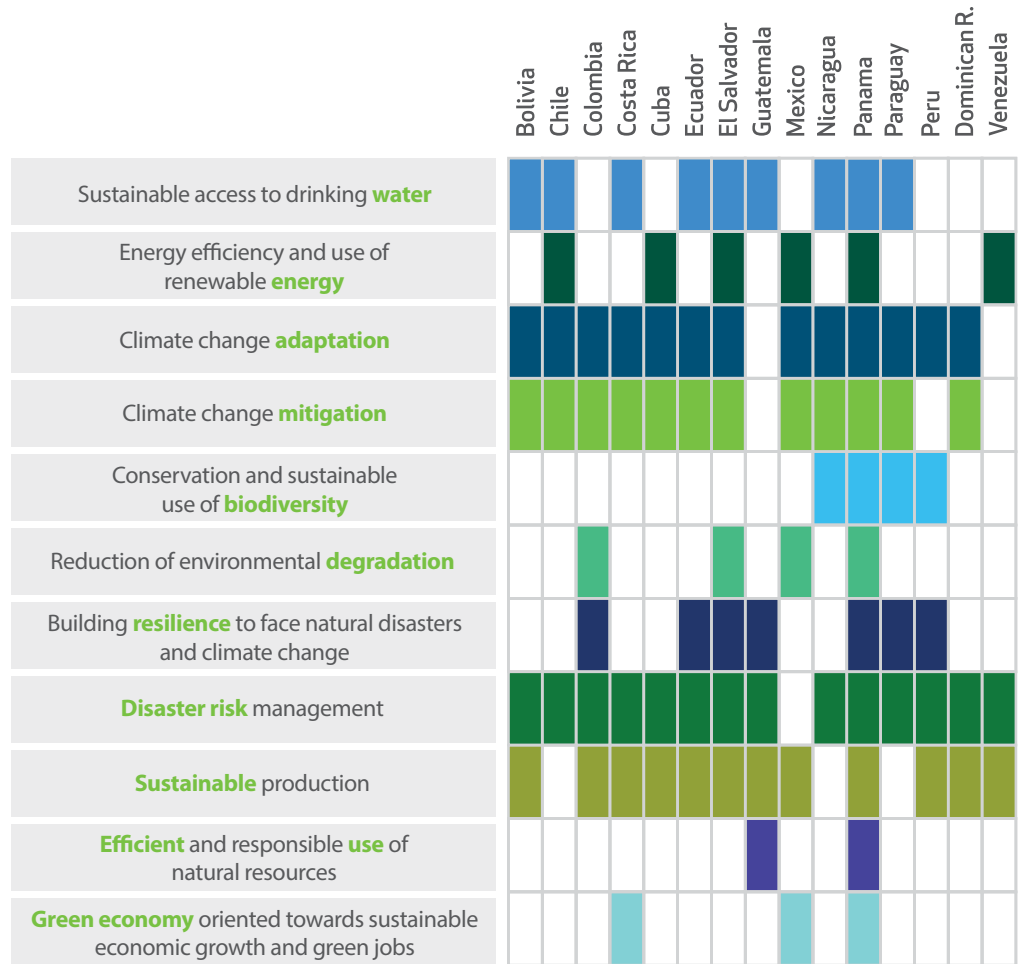 Bolivia
Chile
Colombia
Costa Rica
Cuba
Ecuador
El Salvador
Guatemala
Mexico
Nicaragua
Panama
Paraguay
Peru
Dominican R.
Venezuela
Sustainable access to drinking water
Energy efficiency and use of
renewable energy
Climate change adaptation
Climate change mitigation
Conservation and sustainable
use of biodiversity
Reduction of environmental degradation
Building resilience to face natural disasters
and climate change
Disaster risk management
Sustainable production
Efficient and responsible use of
natural resources
Green economy oriented towards sustainable
economic growth and green jobs